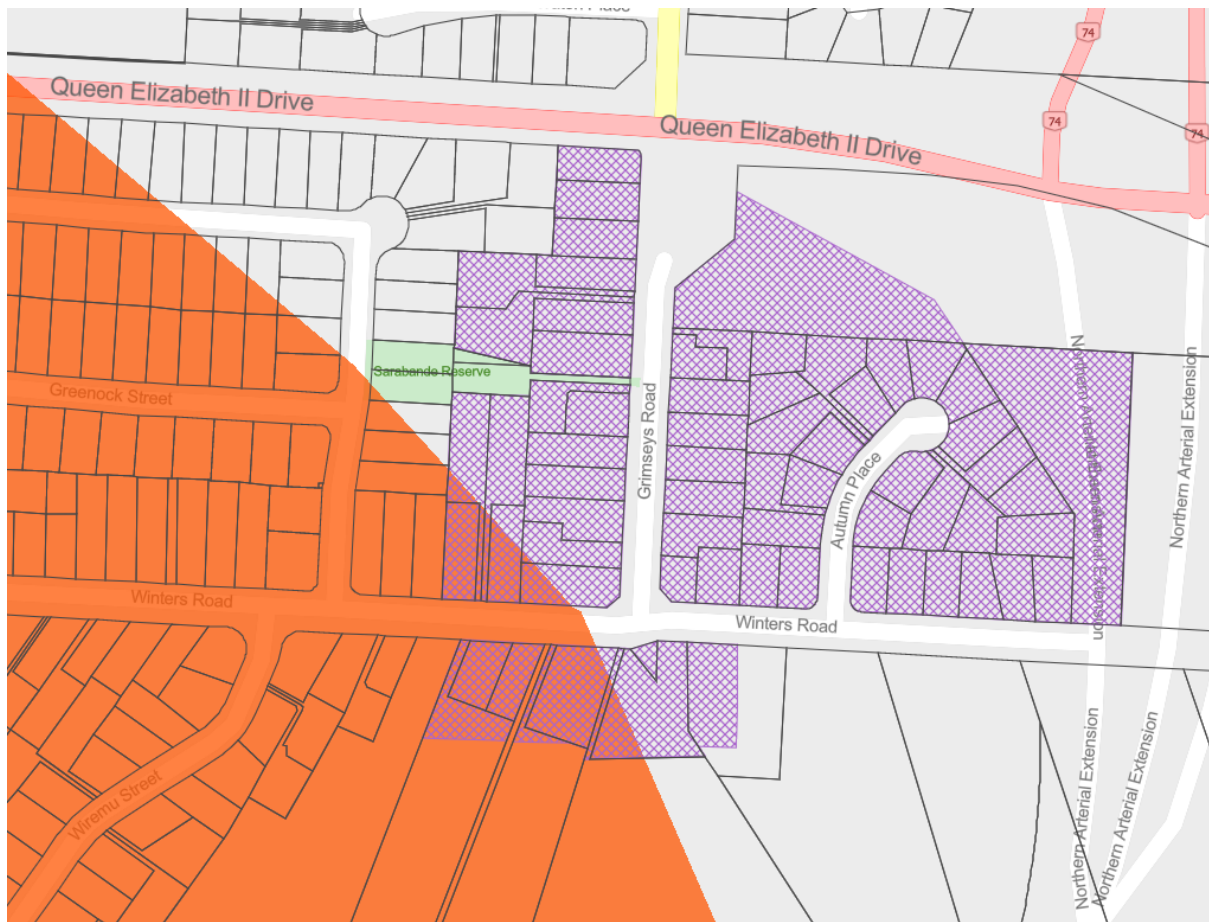 74
Queen Elizabeth II Drive
Queen Elizabeth II Drive
74
74
Sarabande Reserve
Greenock Street
Grimseys Road
Autumn Place
Northern Arterial Extension
Northern Arterial Extension
Winters Road
Winters Road
Wiremu Street
Northern Arterial Extension
Northern Arterial Extension